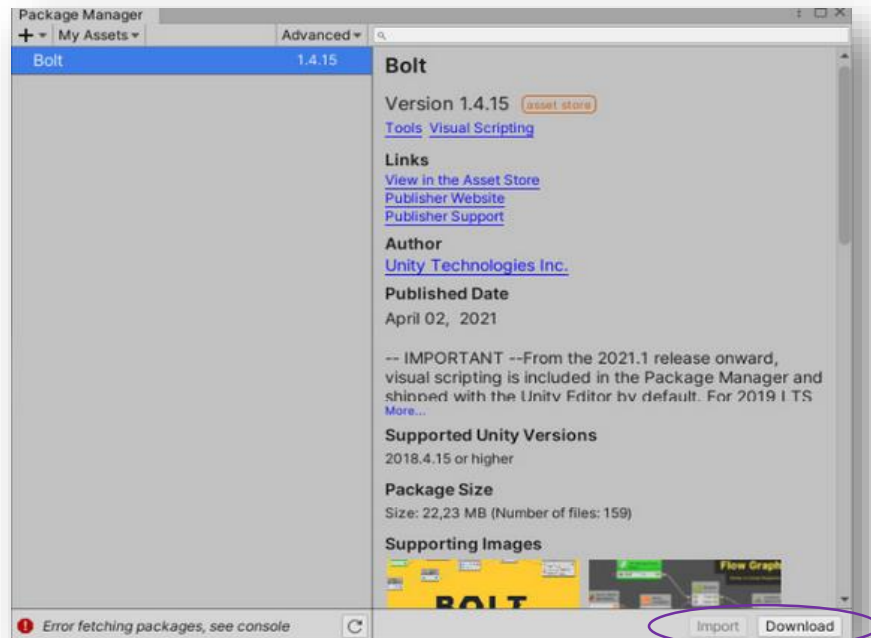 Package Manager
My Assets
Advanced
Bolt 1.4.15
Bolt
Version 1.4.15 asset store
Tools Visual Scripting
Links
View in the Asset Store
Publisher Website
Publisher Support
Author
Unity Technologies Inc.
Published Date
April 02, 2021
-- IMPORTANT --From the 2021.1 release onward,
visual scripting is included in the Package Manager and
shipped with the Unity Editor by default. For 2019 LTS
More...
Supported Unity Versions
2018.4.15 or higher
Package Size
Size: 22,23 MB (Number of files: 159)
Supporting Images
Flow Graph
BOLT
Error fetching packages, see console
Import Download